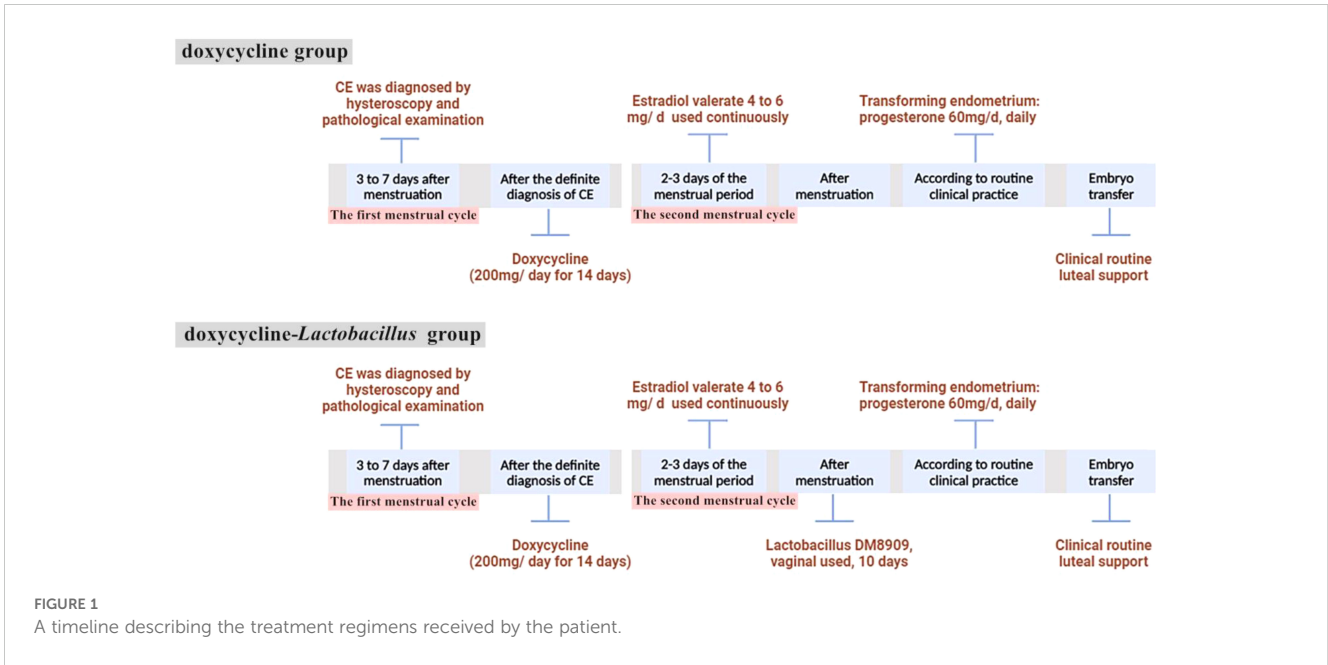 doxycycline group
CE was diagnosed by
hysteroscopy and
pathological examination
Estradiol valerate 4 to 6
mg/ d used continuously
Transforming endometrium:
progesterone 60mg/d, daily
3 to 7 days after
menstruation
After the definite
diagnosis of CE
2-3 days of the
menstrual period
After
menstruation
According to routine
clinical practice
Embryo
transfer
The first menstrual cycle
The second menstrual cycle
Doxycycline
(200mg/ day for 14 days)
Clinical routine
luteal support
doxycycline-Lactobacillus group
CE was diagnosed by
hysteroscopy and
pathological examination
Estradiol valerate 4 to 6
mg/ d used continuously
Transforming endometrium:
progesterone 60mg/d, daily
3 to 7 days after
menstruation
After the definite
diagnosis of CE
2-3 days of the
menstrual period
After
menstruation
According to routine
clinical practice
Embryo
transfer
The first menstrual cycle
The second menstrual cycle
Doxycycline
(200mg/ day for 14 days)
Lactobacillus DM8909,
vaginal used, 10 days
Clinical routine
luteal support
FIGURE 1
A timeline describing the treatment regimens received by the patient.